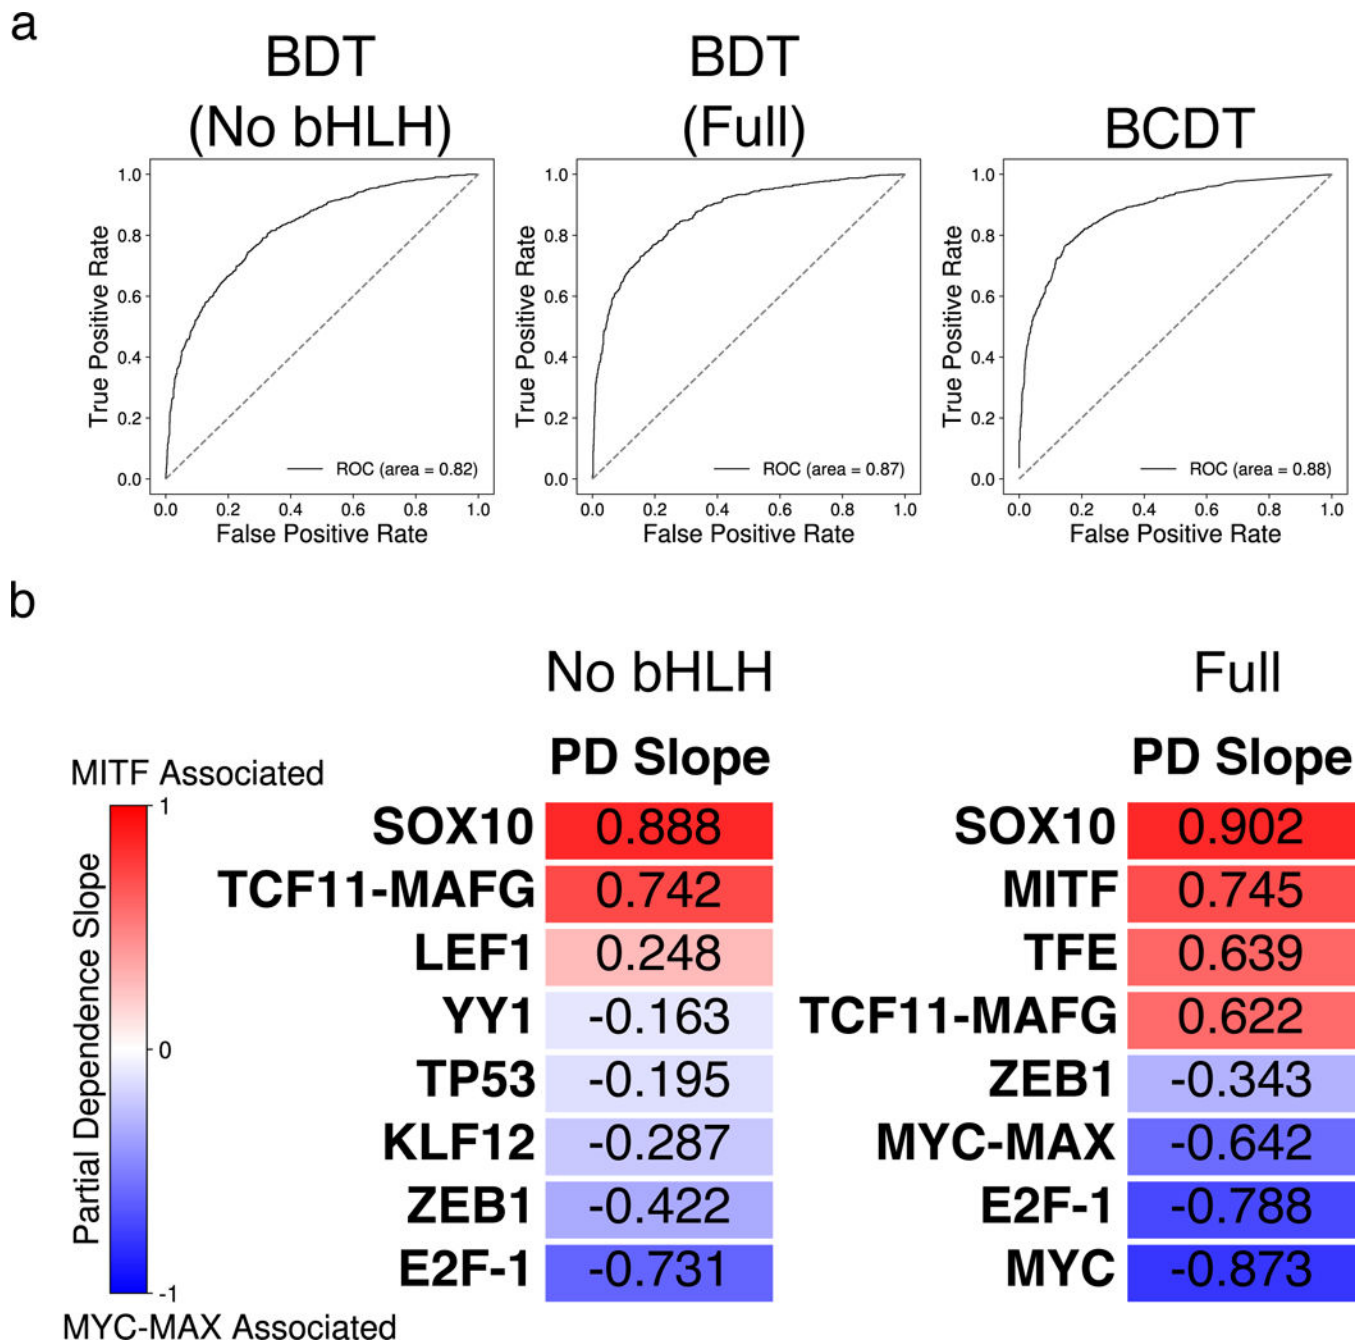 a
BDT
(No bHLH)
BDT
(Full)
BCDT
True Positive Rate
1.0
0.8
0.6
0.4
0.2
0.0
ROC (area = 0.82)
0.0 0.2 0.4 0.6 0.8 1.0
False Positive Rate
True Positive Rate
1.0
0.8
0.6
0.4
0.2
0.0
ROC (area = 0.87)
0.0 0.2 0.4 0.6 0.8 1.0
False Positive Rate
True Positive Rate
1.0
0.8
0.6
0.4
0.2
0.0
ROC (area = 0.88)
0.0 0.2 0.4 0.6 0.8 1.0
False Positive Rate
b
MITF Associated
1
0
-1
Partial Dependence Slope
MYC-MAX Associated
No bHLH
PD Slope
SOX10 0.888
TCF11-MAFG 0.742
LEF1 0.248
YY1 -0.163
TP53 -0.195
KLF12 -0.287
ZEB1 -0.422
E2F-1 -0.731
Full
PD Slope
SOX10 0.902
MITF 0.745
TFE 0.639
TCF11-MAFG 0.622
ZEB1 -0.343
MYC-MAX -0.642
E2F-1 -0.788
MYC -0.873